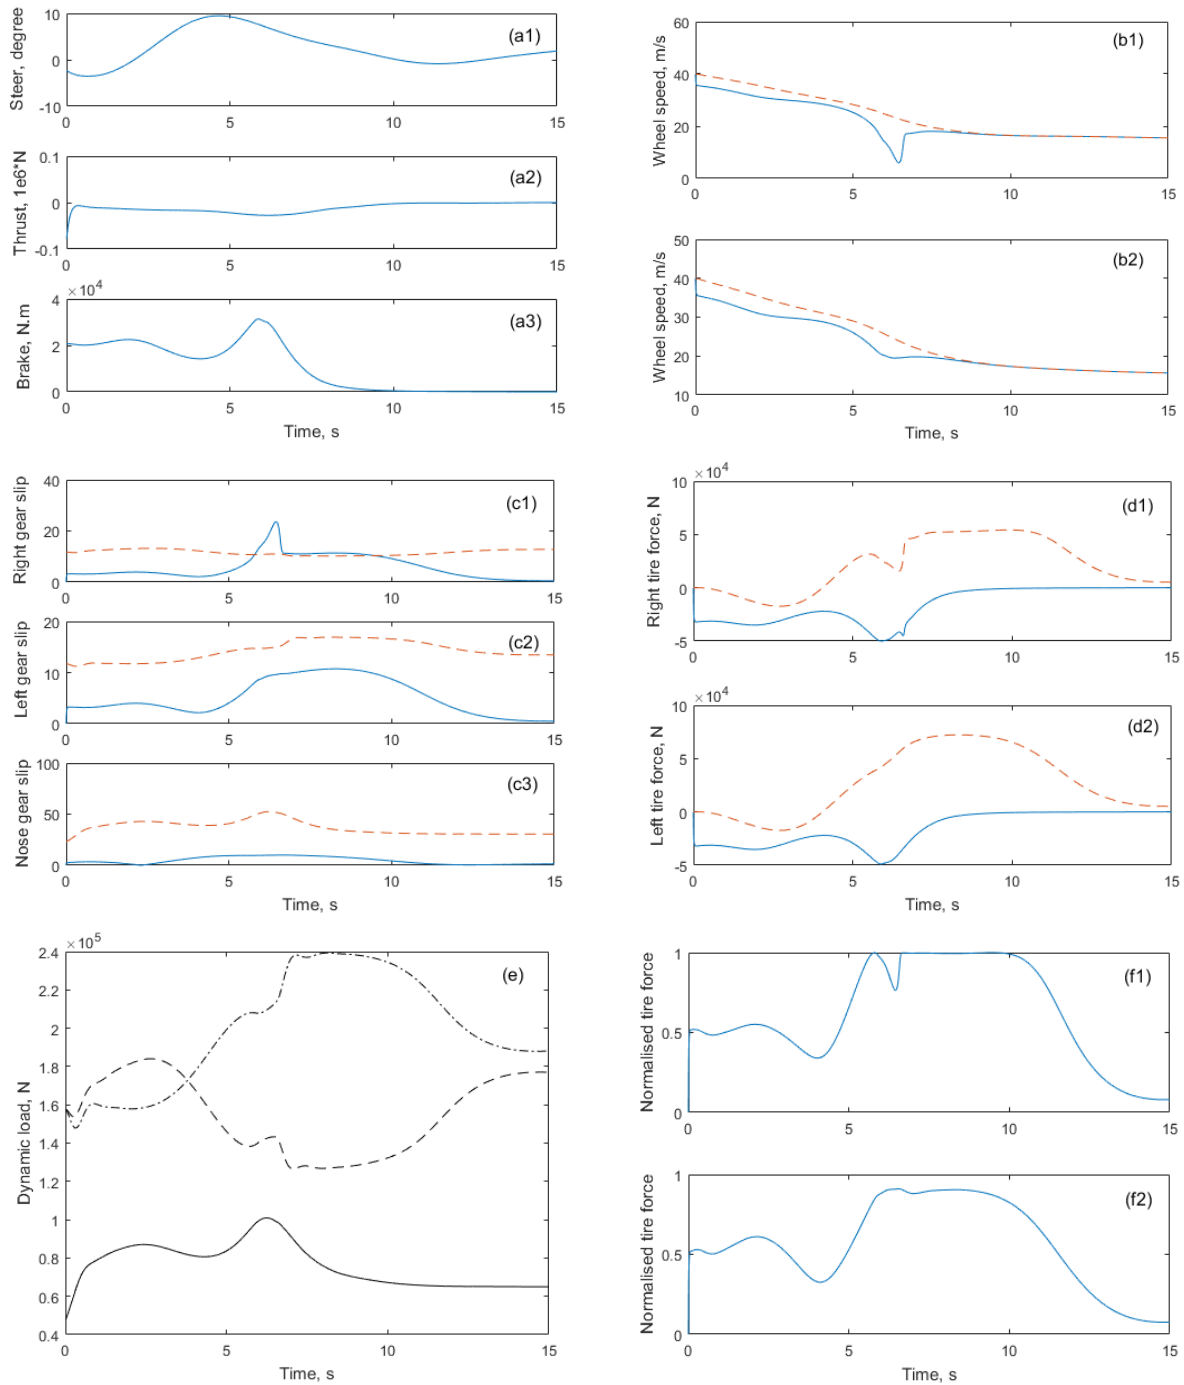 Steer, degree
10
0
-10
(a1)
0 5 10 15
Thrust, 1e6*N
0.1
0
-0.1
(a2)
0 5 10 15
Brake, N.m
×10^4
4
2
0
(a3)
0 5 10 15
Time, s
Wheel speed, m/s
60
40
20
0
(b1)
0 5 10 15
Wheel speed, m/s
50
40
30
20
10
(b2)
0 5 10 15
Time, s
Right gear slip
40
20
0
(c1)
0 5 10 15
Left gear slip
20
10
0
(c2)
0 5 10 15
Nose gear slip
100
50
0
(c3)
0 5 10 15
Time, s
Right tire force, N
×10^4
10
5
0
-5
(d1)
0 5 10 15
Left tire force, N
×10^4
10
5
0
-5
(d2)
0 5 10 15
Time, s
Dynamic load, N
×10^5
2.4
2.2
2
1.8
1.6
1.4
1.2
1
0.8
0.6
0.4
(e)
0 5 10 15
Time, s
Normalised tire force
1
0.5
0
(f1)
0 5 10 15
Normalised tire force
1
0.5
0
(f2)
0 5 10 15
Time, s